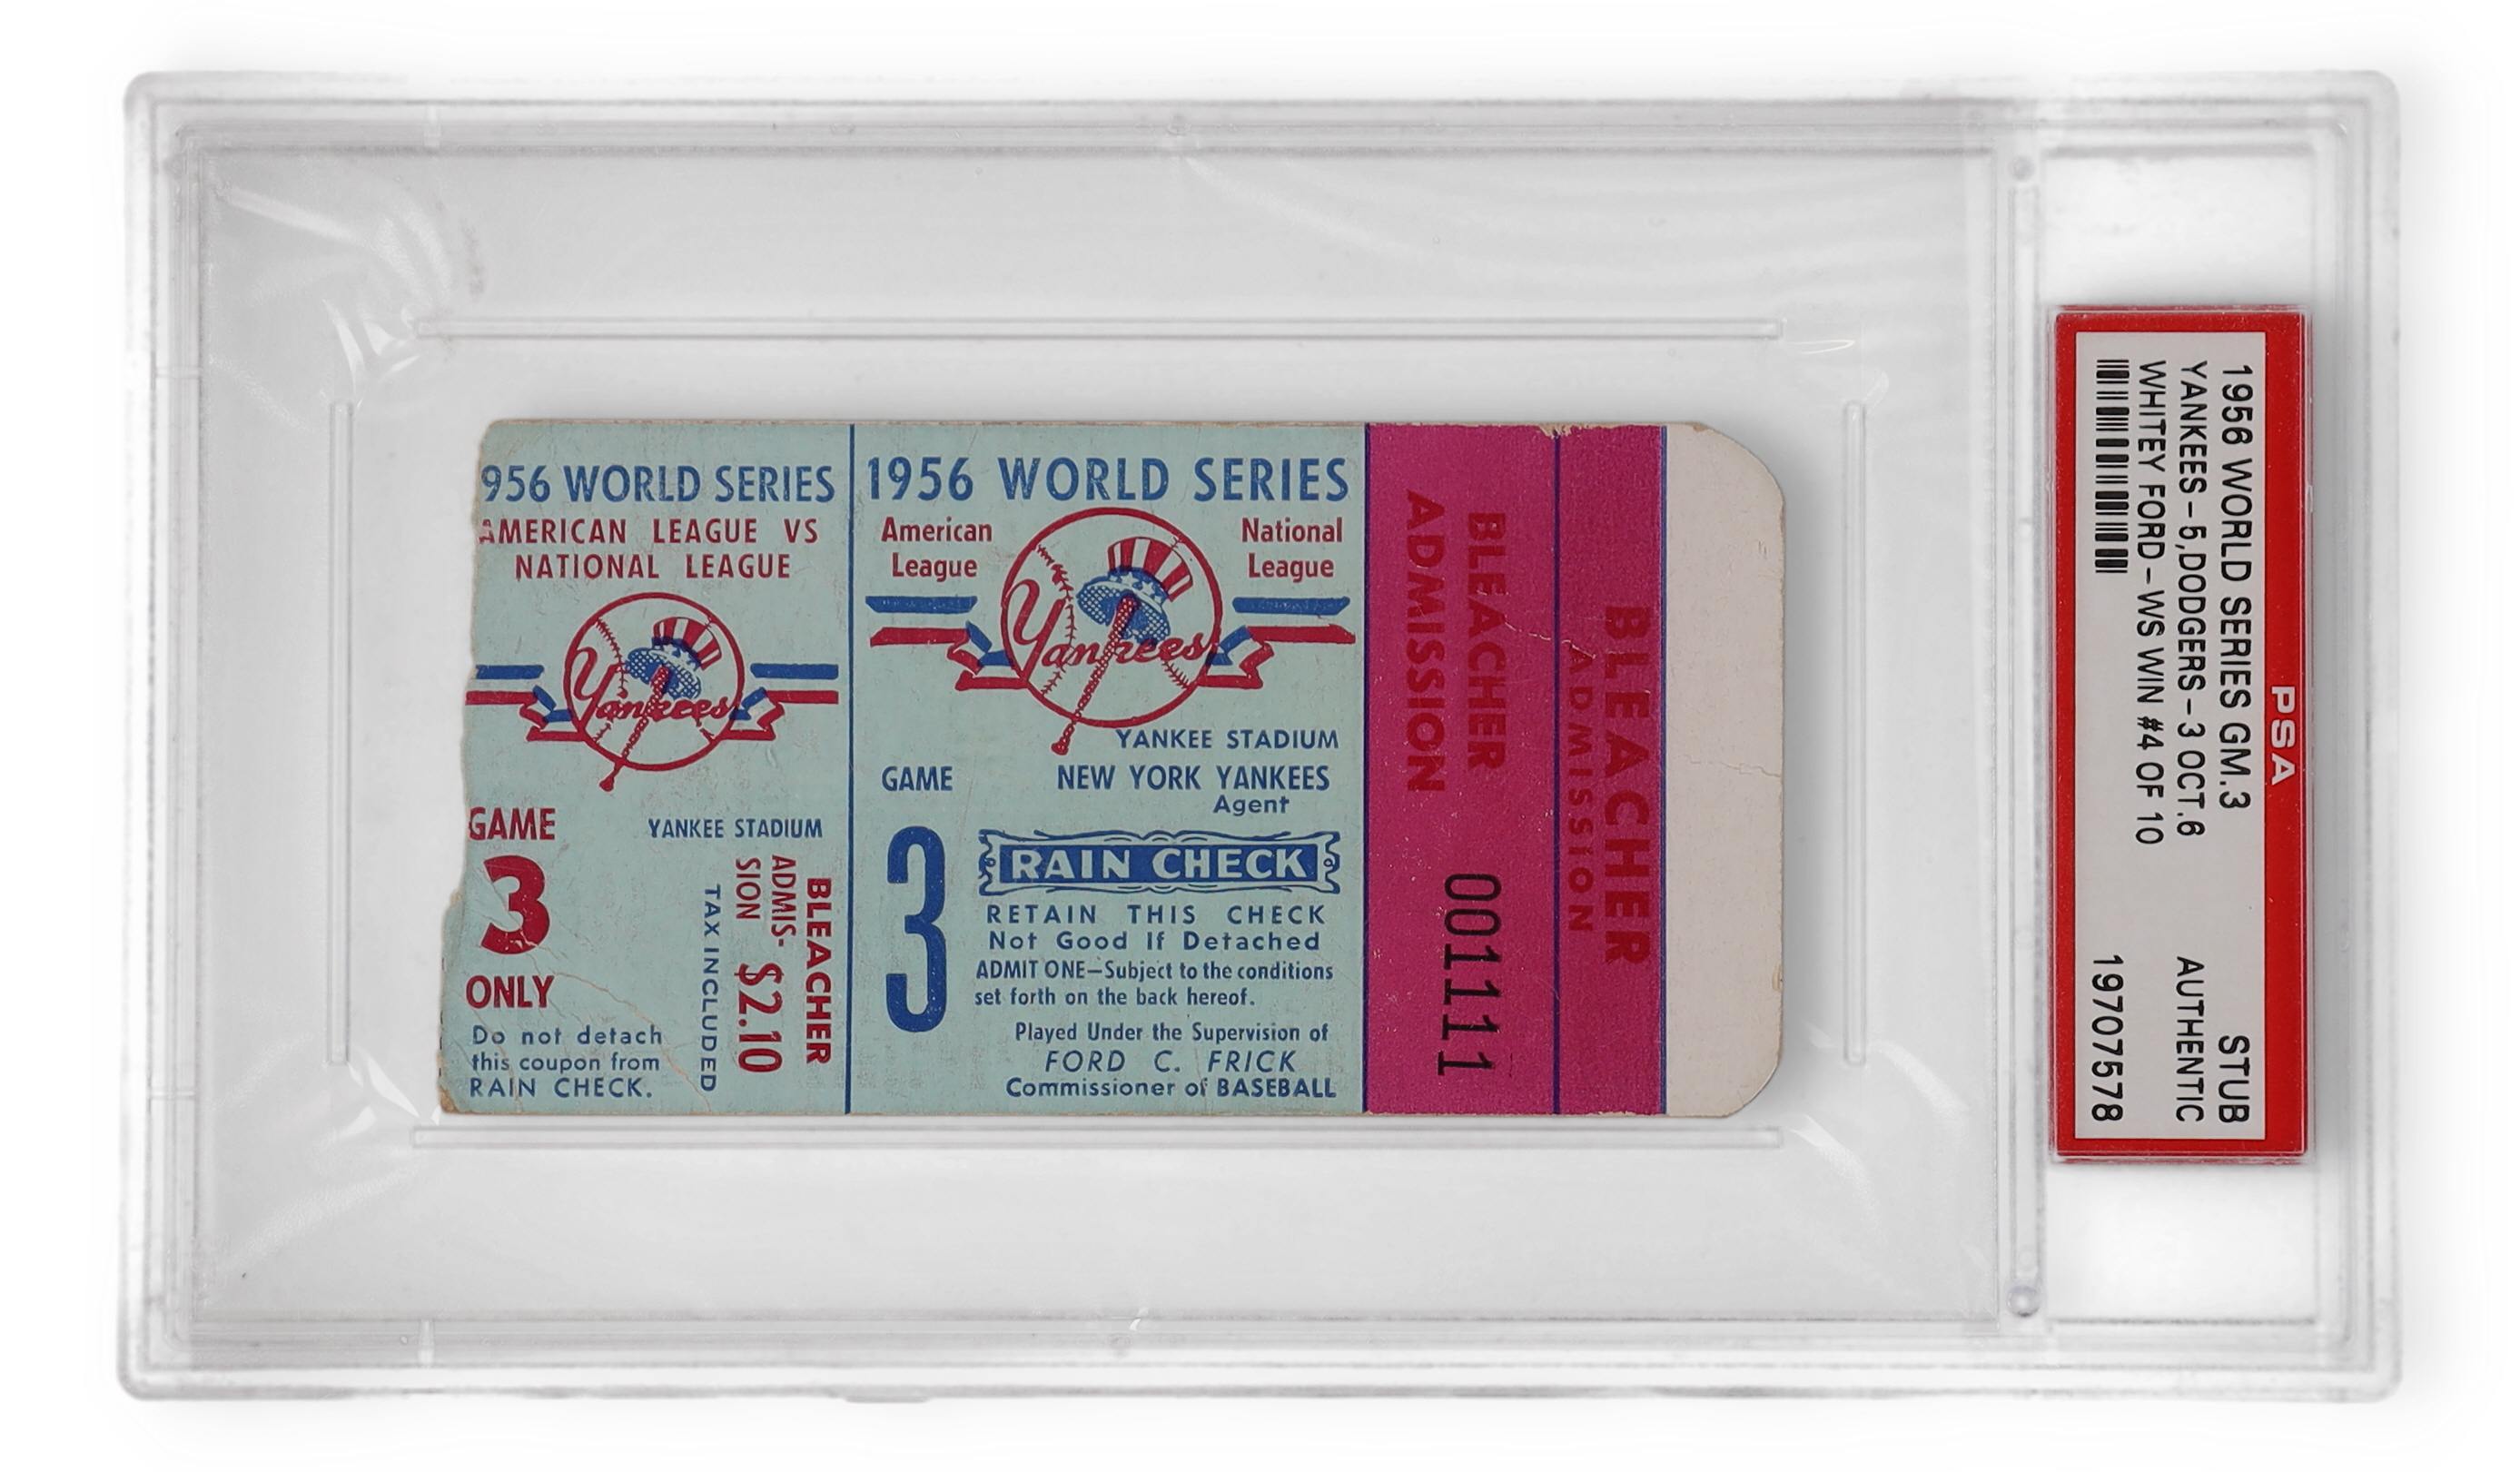 956 WORLD SERIES
AMERICAN LEAGUE VS
NATIONAL LEAGUE
Yankees
GAME
3
ONLY
YANKEE STADIUM
BLEACHER
ADMIS-
SION $2.10
TAX INCLUDED
Do not detach
this coupon from
RAIN CHECK.
1956 WORLD SERIES
American
League
National
League
Yankees
YANKEE STADIUM
GAME
3
NEW YORK YANKEES
Agent
RAIN CHECK
RETAIN THIS CHECK
Not Good If Detached
ADMIT ONE—Subject to the conditions
set forth on the back hereof.
Played Under the Supervision of
FORD C. FRICK
Commissioner of BASEBALL
BLEACHER
ADMISSION
001111
BLEACHER
ADMISSION
PSA
1956 WORLD SERIES GM.3 STUB
YANKEES-5,DODGERS-3 OCT.6 AUTHENTIC
WHITEY FORD-WS WIN #4 OF 10
19707578